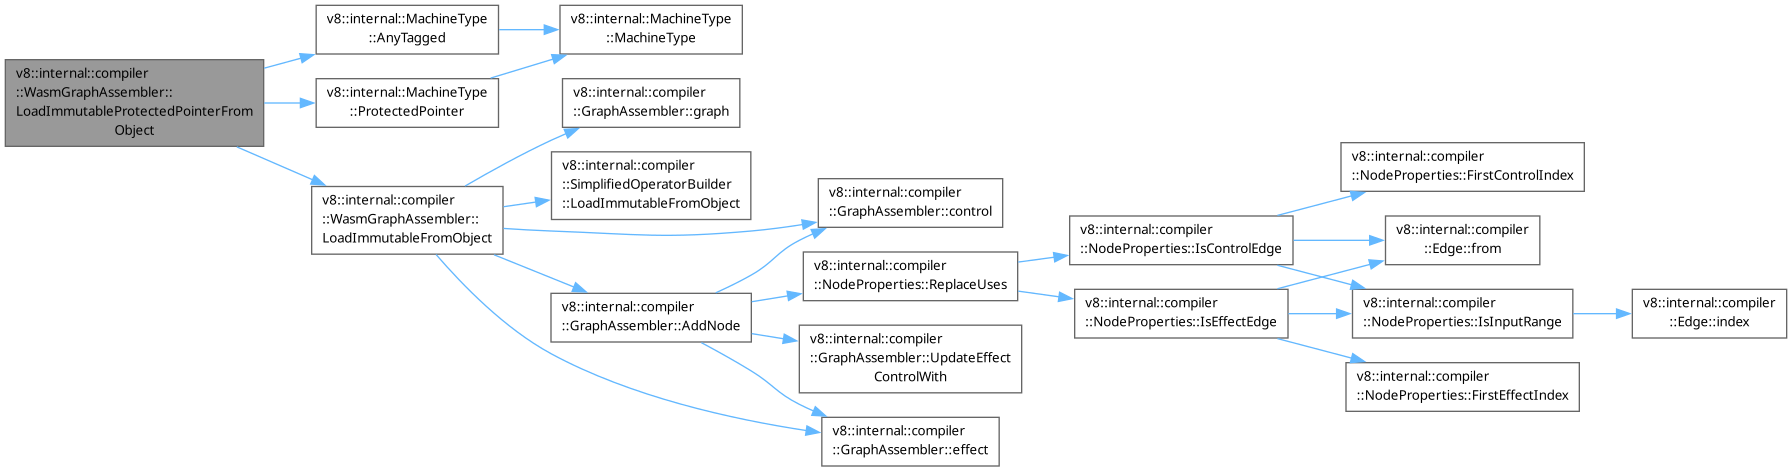 v8::internal::compiler
::WasmGraphAssembler::
LoadImmutableProtectedPointerFrom
Object
v8::internal::MachineType
::AnyTagged
v8::internal::MachineType
::MachineType
v8::internal::MachineType
::ProtectedPointer
v8::internal::compiler
::WasmGraphAssembler::
LoadImmutableFromObject
v8::internal::compiler
::GraphAssembler::graph
v8::internal::compiler
::SimplifiedOperatorBuilder
::LoadImmutableFromObject
v8::internal::compiler
::GraphAssembler::control
v8::internal::compiler
::GraphAssembler::AddNode
v8::internal::compiler
::NodeProperties::ReplaceUses
v8::internal::compiler
::GraphAssembler::UpdateEffect
ControlWith
v8::internal::compiler
::GraphAssembler::effect
v8::internal::compiler
::NodeProperties::IsControlEdge
v8::internal::compiler
::NodeProperties::IsEffectEdge
v8::internal::compiler
::NodeProperties::FirstControlIndex
v8::internal::compiler
::Edge::from
v8::internal::compiler
::NodeProperties::IsInputRange
v8::internal::compiler
::NodeProperties::FirstEffectIndex
v8::internal::compiler
::Edge::index